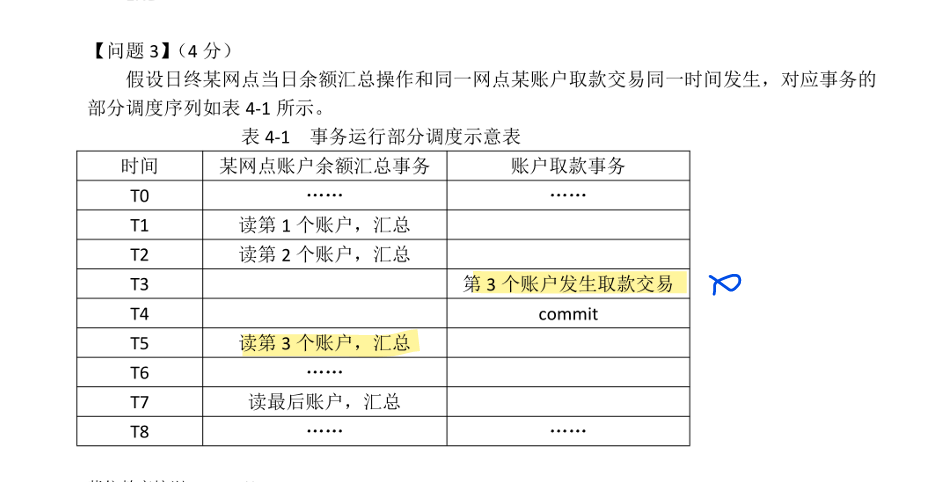 【问题 3】（4 分）
假设日终某网点当日余额汇总操作和同一网点某账户取款交易同一时间发生，对应事务的
部分调度序列如表 4-1 所示。
表 4-1 事务运行部分调度示意表
时间 某网点账户余额汇总事务 账户取款事务
T0 …… ……
T1 读第 1 个账户，汇总
T2 读第 2 个账户，汇总
T3 第 3 个账户发生取款交易
T4 commit
T5 读第 3 个账户，汇总
T6 ……
T7 读最后账户，汇总
T8 …… ……